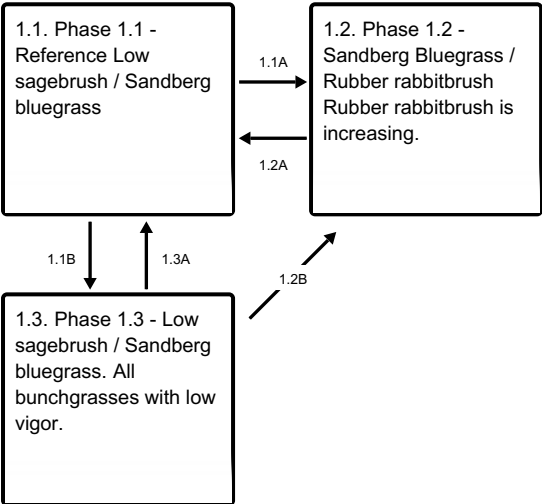 1.1. Phase 1.1 -
Reference Low
sagebrush / Sandberg
bluegrass
1.1A
1.2. Phase 1.2 -
Sandberg Bluegrass /
Rubber rabbitbrush
Rubber rabbitbrush is
increasing.
1.2A
1.1B
1.3A
1.2B
1.3. Phase 1.3 - Low
sagebrush / Sandberg
bluegrass. All
bunchgrasses with low
vigor.